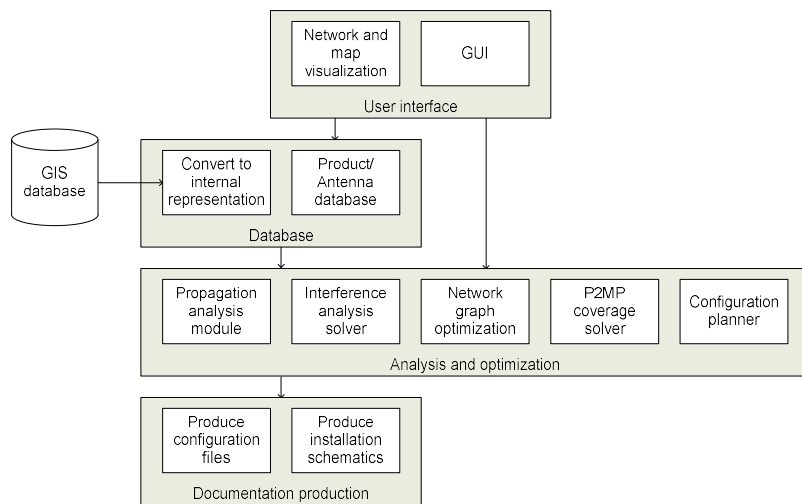 Network and
map
visualization
GUI
User interface
GIS
database
Convert to
internal
representation
Product/
Antenna
database
Database
Propagation
analysis
module
Interference
analysis
solver
Network
graph
optimization
P2MP
coverage
solver
Configuration
planner
Analysis and optimization
Produce
configuration
files
Produce
installation
schematics
Documentation production